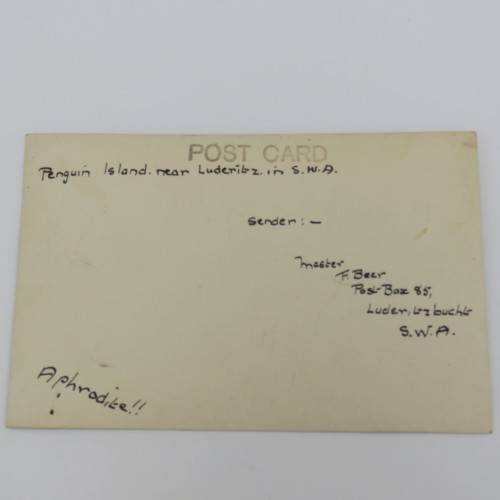 POST CARD
Penguin Island. near Luderitz. in S.W.A.
Sender: –
Master
F. Beer
Post Box 85,
Luderitzbucht
S.W.A.
Aphrodite!!